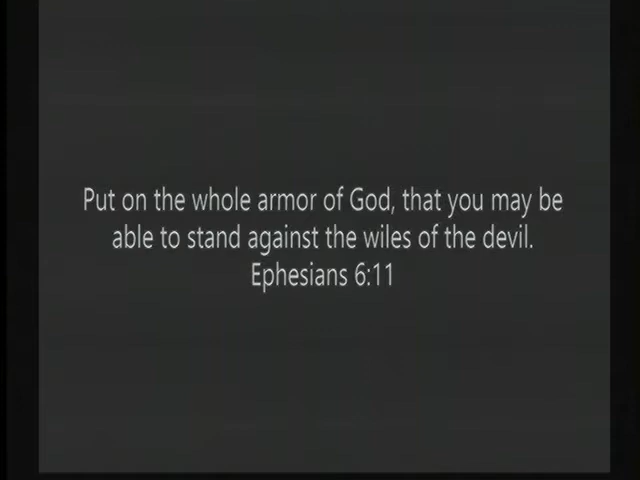 Put on the whole armor of God, that you may be
able to stand against the wiles of the devil.
Ephesians 6:11